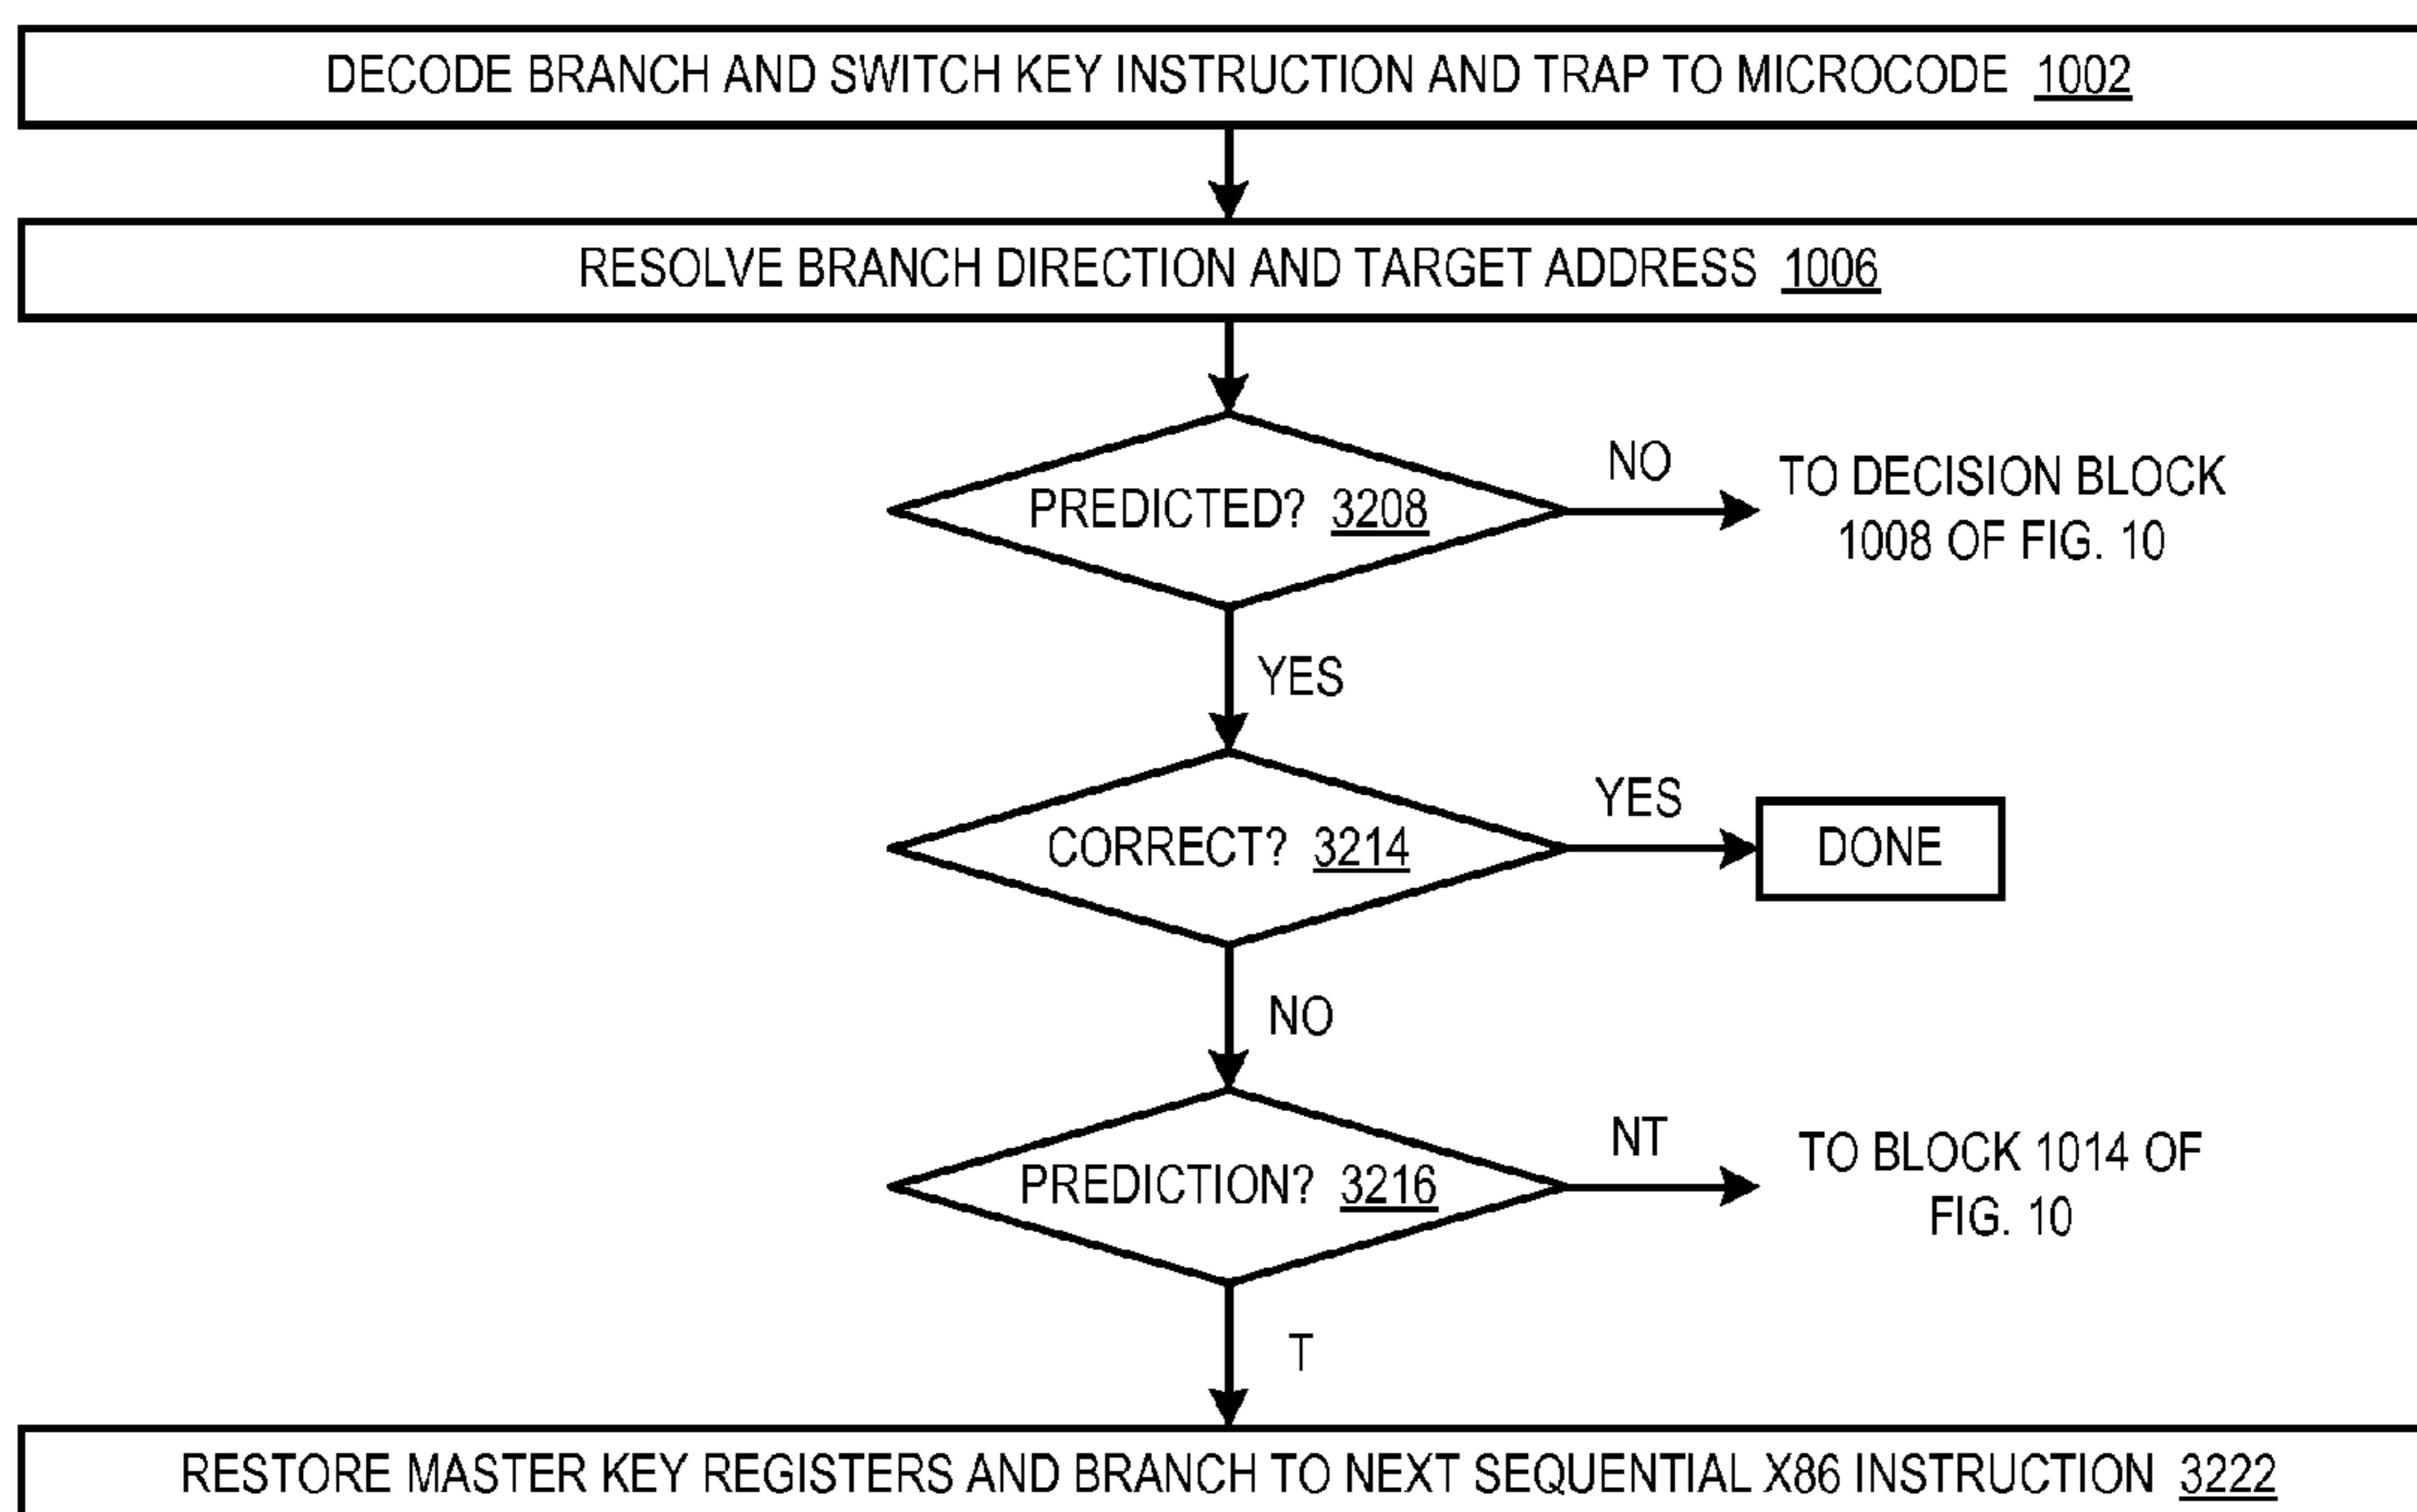 DECODE BRANCH AND SWITCH KEY INSTRUCTION AND TRAP TO MICROCODE 1002
RESOLVE BRANCH DIRECTION AND TARGET ADDRESS 1006
PREDICTED? 3208
NO
TO DECISION BLOCK
1008 OF FIG. 10
YES
CORRECT? 3214
YES
DONE
NO
PREDICTION? 3216
NT
TO BLOCK 1014 OF
FIG. 10
T
RESTORE MASTER KEY REGISTERS AND BRANCH TO NEXT SEQUENTIAL X86 INSTRUCTION 3222